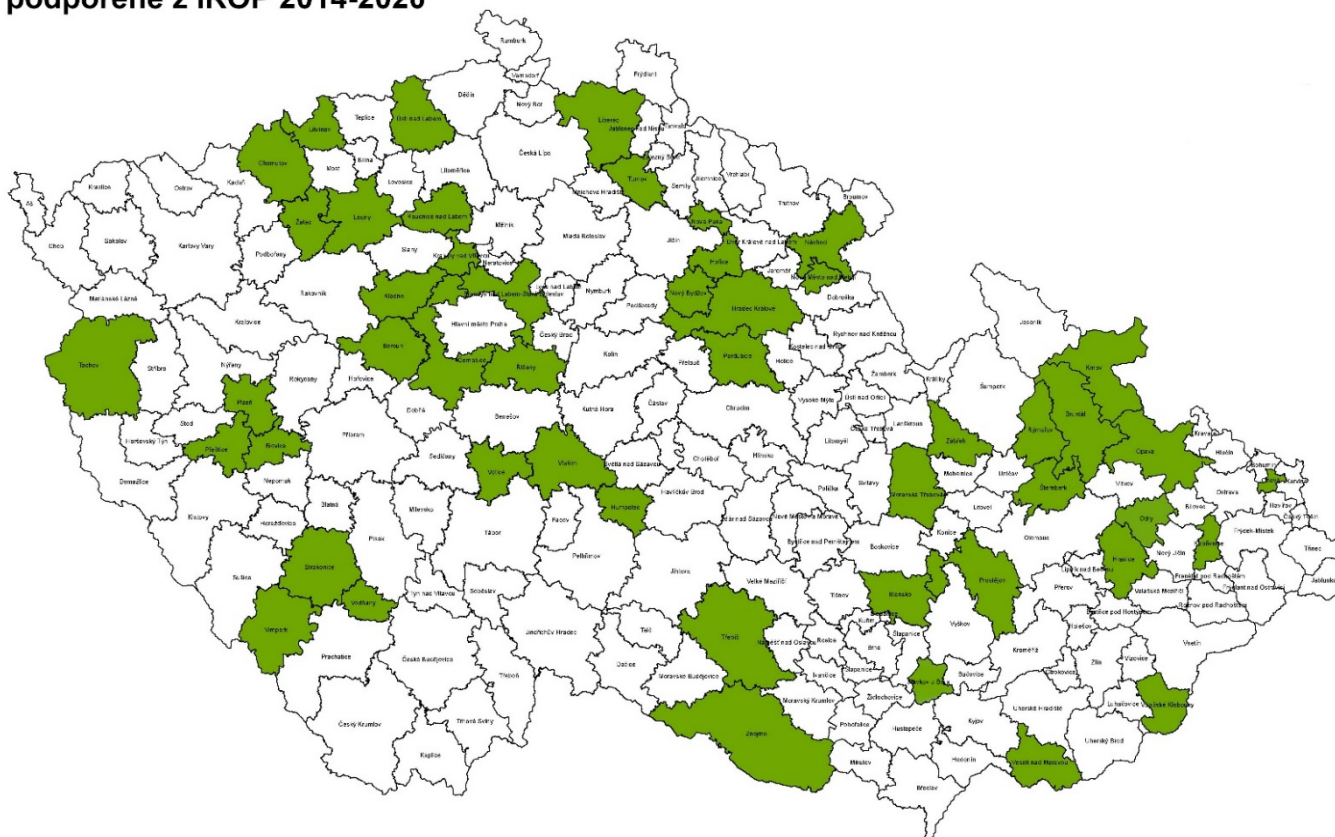 podpořené z IROP 2014-2020
Rumburk
Varnsdorf
Frýdlant
Děčín
Nový Bor
Liberec
Teplice
Ústí nad Labem
Litvínov
Jablonec nad Nisou
Tanvald
Česká Lípa
Chomutov
Most
Bílina
Litoměřice
Lovosice
Železný Brod
Turnov
Semily
Jilemnice
Vrchlabí
Trutnov
Broumov
Kraslice
Ostrov
Kadaň
Mnichovo Hradiště
Aš
Žatec
Louny
Roudnice nad Labem
Mělník
Mladá Boleslav
Jičín
Nová Paka
Dvůr Králové nad Labem
Náchod
Cheb
Sokolov
Karlovy Vary
Podbořany
Slaný
Kralupy nad Vltavou
Neratovice
Hořice
Jaroměř
Nové Město nad Metují
Mariánské Lázně
Rakovník
Kladno
Lysá nad Labem
Nymburk
Poděbrady
Nový Bydžov
Hradec Králové
Dobruška
Jeseník
Kralovice
Hlavní město Praha
Český Brod
Kolín
Rychnov nad Kněžnou
Tachov
Stříbro
Nýřany
Rokycany
Hořovice
Beroun
Černošice
Říčany
Přelouč
Pardubice
Holice
Kostelec nad Orlicí
Žamberk
Králíky
Šumperk
Krnov
Plzeň
Dobříš
Benešov
Kutná Hora
Čáslav
Chrudim
Vysoké Mýto
Ústí nad Orlicí
Lanškroun
Česká Třebová
Bruntál
Rýmařov
Stod
Horšovský Týn
Přeštice
Blovice
Příbram
Sedlčany
Votice
Vlašim
Světlá nad Sázavou
Chotěboř
Hlinsko
Litomyšl
Zábřeh
Mohelnice
Uničov
Šternberk
Opava
Kravaře
Hlučín
Bohumín
Domažlice
Nepomuk
Klatovy
Horažďovice
Blatná
Milevsko
Humpolec
Havlíčkův Brod
Polička
Svitavy
Moravská Třebová
Litovel
Vítkov
Bílovec
Ostrava
Havířov
Český Těšín
Sušice
Strakonice
Písek
Tábor
Pacov
Pelhřimov
Žďár nad Sázavou
Nové Město na Moravě
Bystřice nad Pernštejnem
Boskovice
Konice
Olomouc
Odry
Nový Jičín
Frýdek-Místek
Třinec
Vodňany
Týn nad Vltavou
Soběslav
Jihlava
Velké Meziříčí
Tišnov
Blansko
Prostějov
Lipník nad Bečvou
Hranice
Frenštát pod Radhoštěm
Jablunkov
Vimperk
Prachatice
České Budějovice
Jindřichův Hradec
Telč
Třebíč
Náměšť nad Oslavou
Rosice
Kuřim
Brno
Šlapanice
Vyškov
Přerov
Valašské Meziříčí
Rožnov pod Radhoštěm
Bystřice pod Hostýnem
Holešov
Kroměříž
Třeboň
Dačice
Moravské Budějovice
Ivančice
Šlapanice
Slavkov u Brna
Bučovice
Otrokovice
Zlín
Vizovice
Vsetín
Český Krumlov
Trhové Sviny
Kaplice
Moravský Krumlov
Židlochovice
Pohořelice
Hustopeče
Kyjov
Uherské Hradiště
Luhačovice
Valašské Klobouky
Znojmo
Mikulov
Břeclav
Hodonín
Veselí nad Moravou
Uherský Brod